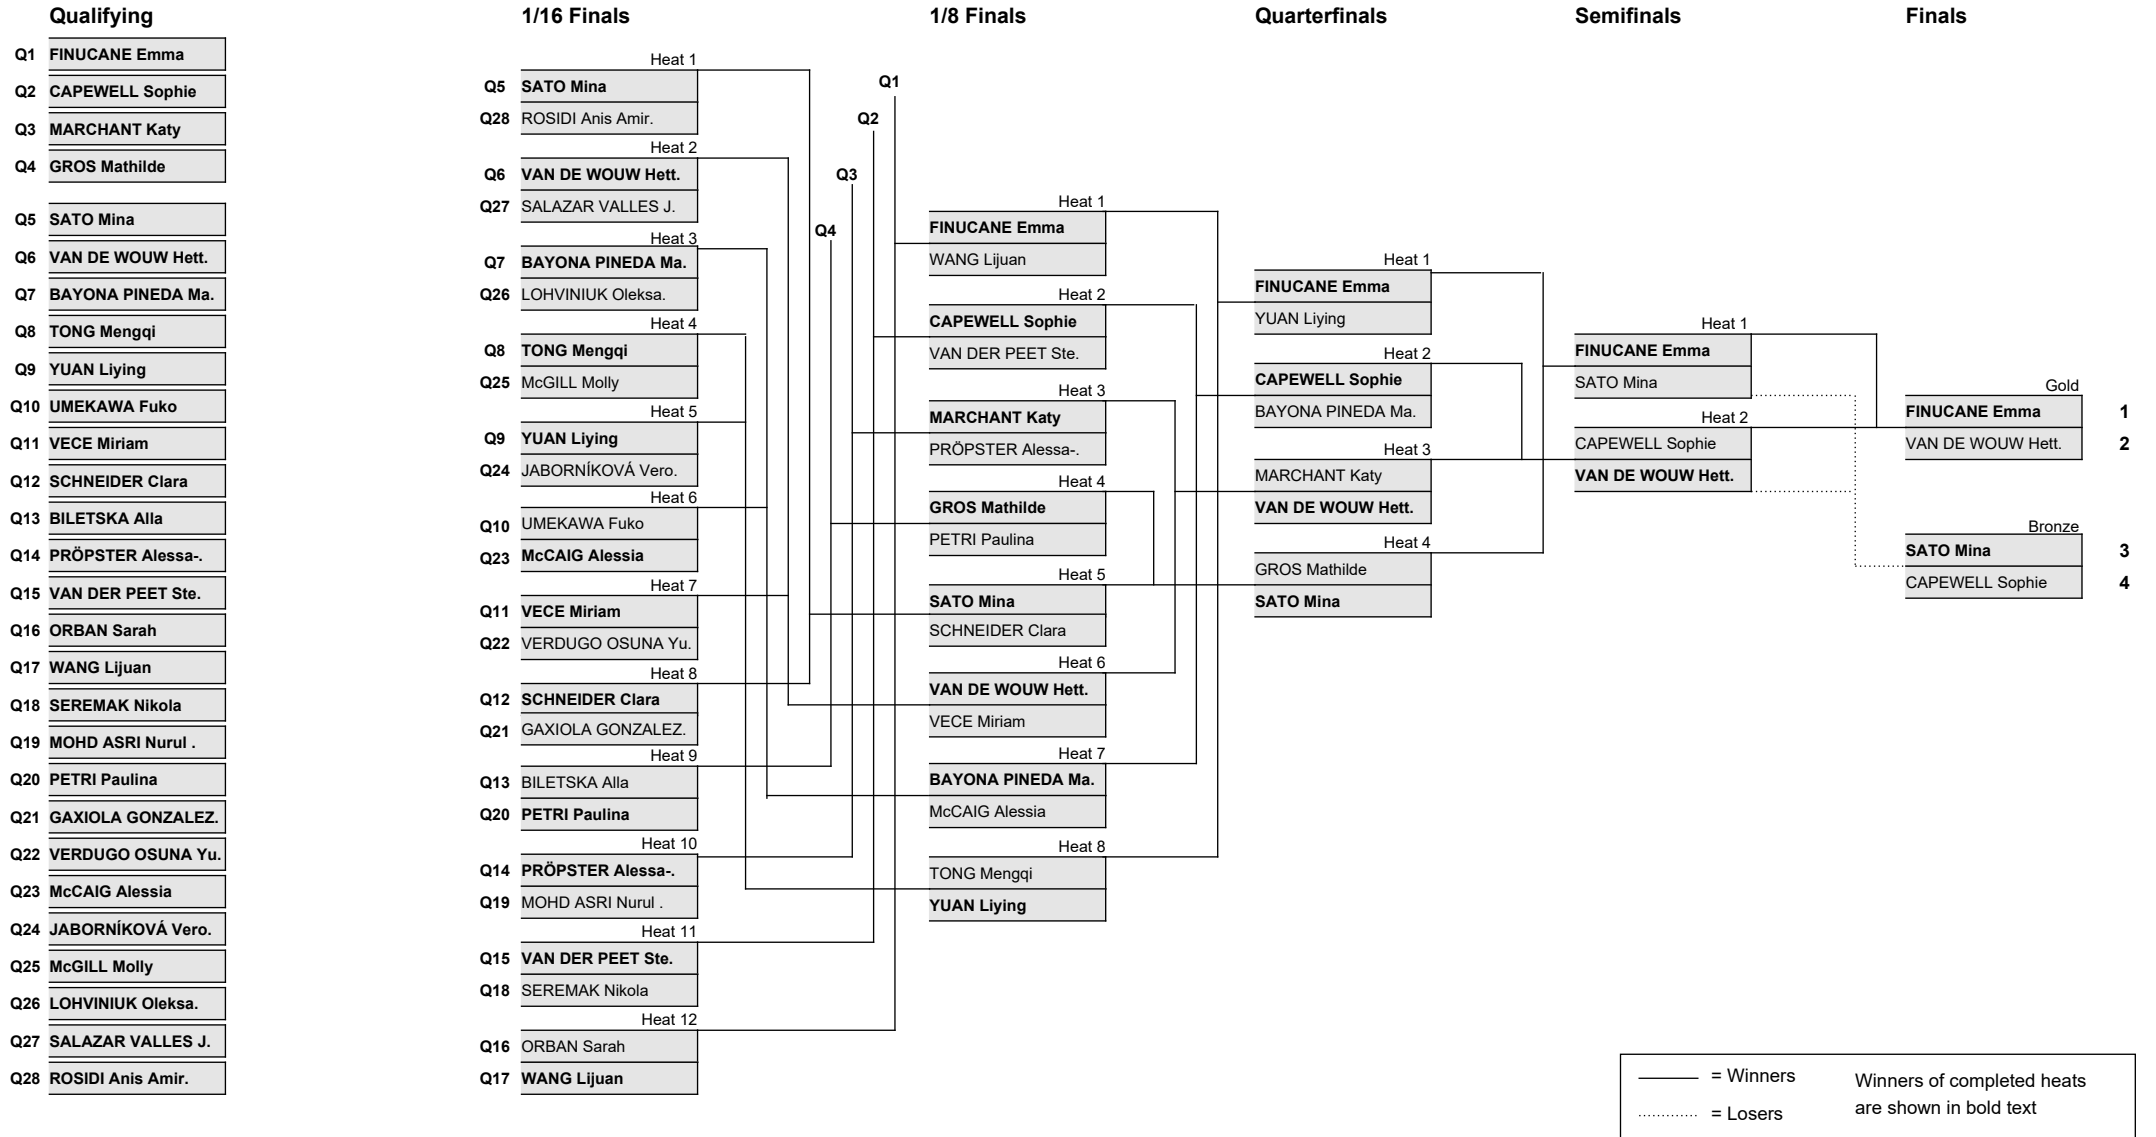 Qualifying
Q1 FINUCANE Emma
Q2 CAPEWELL Sophie
Q3 MARCHANT Katy
Q4 GROS Mathilde
Q5 SATO Mina
Q6 VAN DE WOUW Hett.
Q7 BAYONA PINEDA Ma.
Q8 TONG Mengqi
Q9 YUAN Liying
Q10 UMEKAWA Fuko
Q11 VECE Miriam
Q12 SCHNEIDER Clara
Q13 BILETSKA Alla
Q14 PRÖPSTER Alessa-.
Q15 VAN DER PEET Ste.
Q16 ORBAN Sarah
Q17 WANG Lijuan
Q18 SEREMAK Nikola
Q19 MOHD ASRI Nurul .
Q20 PETRI Paulina
Q21 GAXIOLA GONZALEZ.
Q22 VERDUGO OSUNA Yu.
Q23 McCAIG Alessia
Q24 JABORNÍKOVÁ Vero.
Q25 McGILL Molly
Q26 LOHVINIUK Oleksa.
Q27 SALAZAR VALLES J.
Q28 ROSIDI Anis Amir.
1/16 Finals
Heat 1
Q5 SATO Mina
Q28 ROSIDI Anis Amir.
Heat 2
Q6 VAN DE WOUW Hett.
Q27 SALAZAR VALLES J.
Heat 3
Q7 BAYONA PINEDA Ma.
Q26 LOHVINIUK Oleksa.
Heat 4
Q8 TONG Mengqi
Q25 McGILL Molly
Heat 5
Q9 YUAN Liying
Q24 JABORNÍKOVÁ Vero.
Heat 6
Q10 UMEKAWA Fuko
Q23 McCAIG Alessia
Heat 7
Q11 VECE Miriam
Q22 VERDUGO OSUNA Yu.
Heat 8
Q12 SCHNEIDER Clara
Q21 GAXIOLA GONZALEZ.
Heat 9
Q13 BILETSKA Alla
Q20 PETRI Paulina
Heat 10
Q14 PRÖPSTER Alessa-.
Q19 MOHD ASRI Nurul .
Heat 11
Q15 VAN DER PEET Ste.
Q18 SEREMAK Nikola
Heat 12
Q16 ORBAN Sarah
Q17 WANG Lijuan
1/8 Finals
Q1
Q2
Q3
Q4
Heat 1
FINUCANE Emma
WANG Lijuan
Heat 2
CAPEWELL Sophie
VAN DER PEET Ste.
Heat 3
MARCHANT Katy
PRÖPSTER Alessa-.
Heat 4
GROS Mathilde
PETRI Paulina
Heat 5
SATO Mina
SCHNEIDER Clara
Heat 6
VAN DE WOUW Hett.
VECE Miriam
Heat 7
BAYONA PINEDA Ma.
McCAIG Alessia
Heat 8
TONG Mengqi
YUAN Liying
Quarterfinals
Heat 1
FINUCANE Emma
YUAN Liying
Heat 2
CAPEWELL Sophie
BAYONA PINEDA Ma.
Heat 3
MARCHANT Katy
VAN DE WOUW Hett.
Heat 4
GROS Mathilde
SATO Mina
Semifinals
Heat 1
FINUCANE Emma
SATO Mina
Heat 2
CAPEWELL Sophie
VAN DE WOUW Hett.
Finals
Gold
FINUCANE Emma 1
VAN DE WOUW Hett. 2
Bronze
SATO Mina 3
CAPEWELL Sophie 4
= Winners
= Losers
Winners of completed heats
are shown in bold text